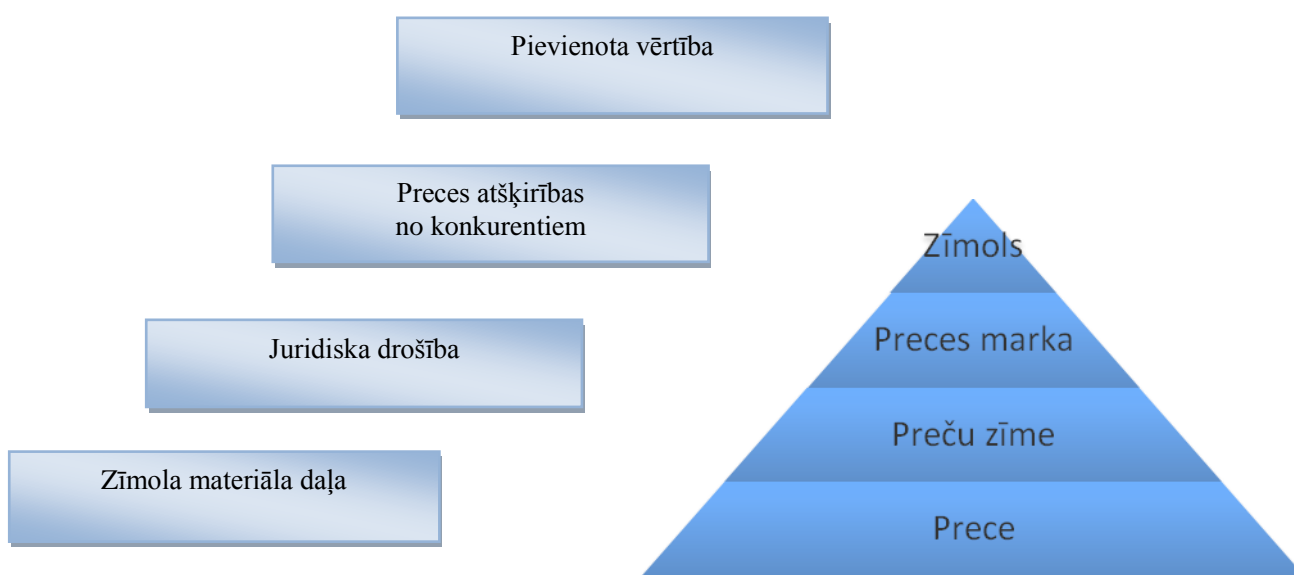 Pievienota vērtība
Preces atšķirības
no konkurentiem
Zīmols
Preces marka
Juridiska drošība
Preču zīme
Zīmola materiāla daļa
Prece